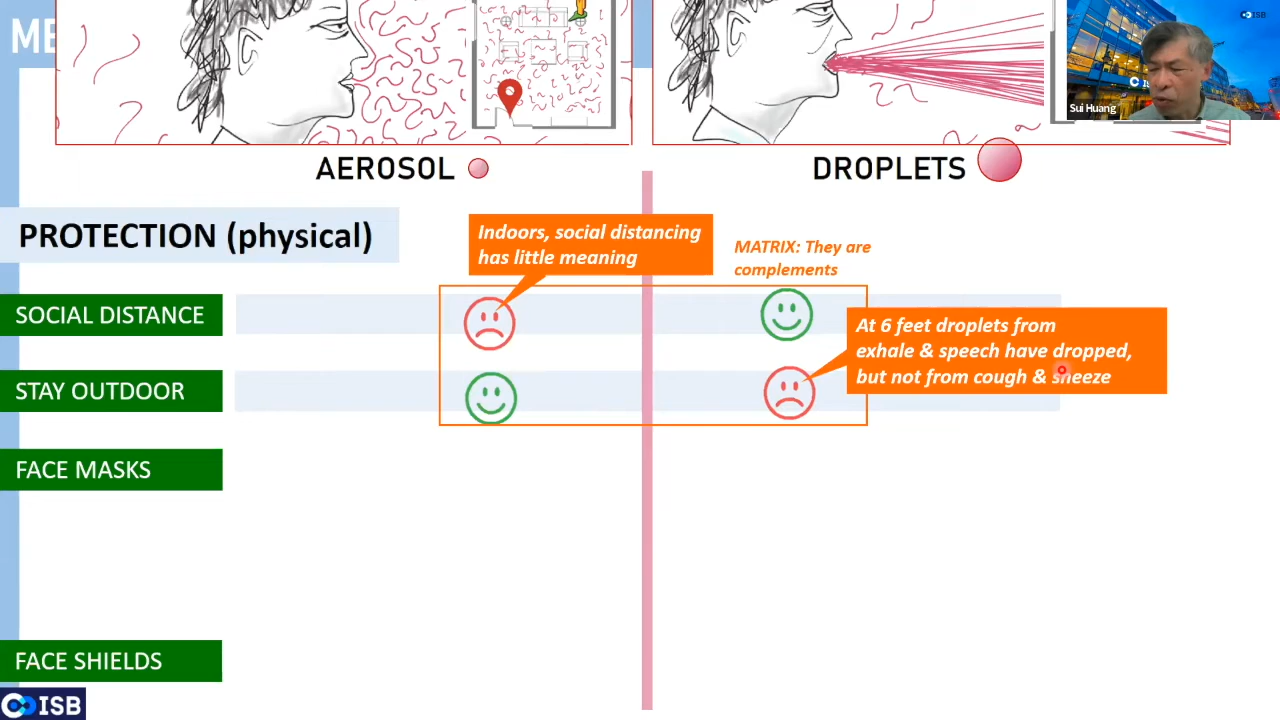 ME
ISB
Sui Huang
AEROSOL
DROPLETS
PROTECTION (physical)
Indoors, social distancing
has little meaning
MATRIX: They are
complements
SOCIAL DISTANCE
At 6 feet droplets from
exhale & speech have dropped,
but not from cough & sneeze
STAY OUTDOOR
FACE MASKS
FACE SHIELDS
ISB